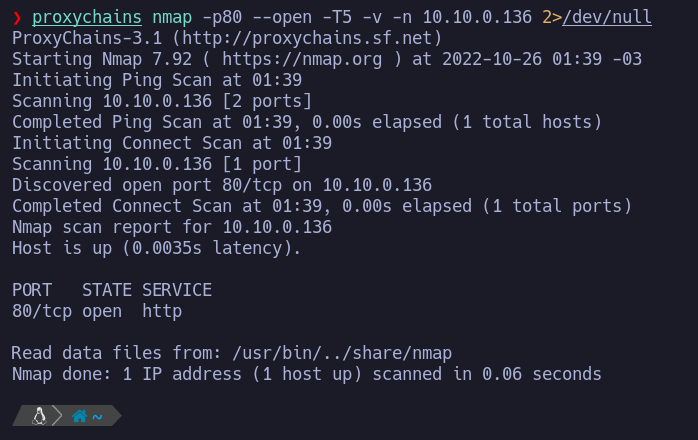 ❯ proxychains nmap -p80 --open -T5 -v -n 10.10.0.136 2>/dev/null
ProxyChains-3.1 (http://proxychains.sf.net)
Starting Nmap 7.92 ( https://nmap.org ) at 2022-10-26 01:39 -03
Initiating Ping Scan at 01:39
Scanning 10.10.0.136 [2 ports]
Completed Ping Scan at 01:39, 0.00s elapsed (1 total hosts)
Initiating Connect Scan at 01:39
Scanning 10.10.0.136 [1 port]
Discovered open port 80/tcp on 10.10.0.136
Completed Connect Scan at 01:39, 0.00s elapsed (1 total ports)
Nmap scan report for 10.10.0.136
Host is up (0.0035s latency).
PORT   STATE SERVICE
80/tcp open  http
Read data files from: /usr/bin/../share/nmap
Nmap done: 1 IP address (1 host up) scanned in 0.06 seconds
~